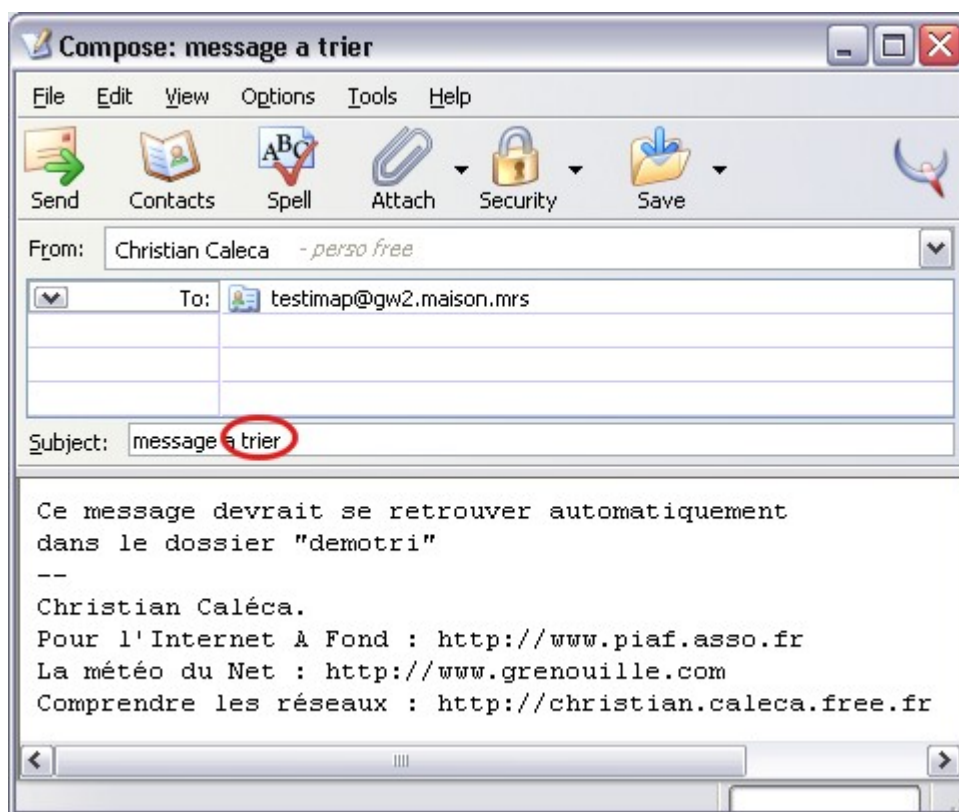 Compose: message a trier
File Edit View Options Tools Help
ABC
Send Contacts Spell Attach Security Save
From: Christian Caleca - perso free
To: testimap@gw2.maison.mrs
Subject: message a trier
Ce message devrait se retrouver automatiquement
dans le dossier "demotri"
--
Christian Caléca.
Pour l'Internet A Fond : http://www.piaf.asso.fr
La météo du Net : http://www.grenouille.com
Comprendre les réseaux : http://christian.caleca.free.fr